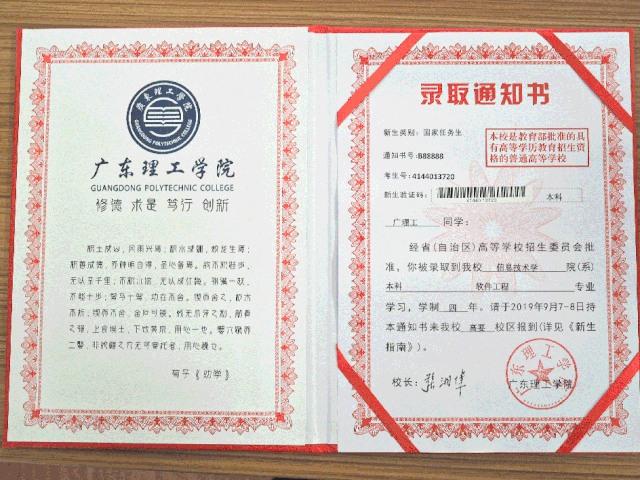 广东理工学院
GUANGDONG POLYTECHNIC COLLEGE
广东理工学院
GUANGDONG POLYTECHNIC COLLEGE
修德 求是 笃行 创新
积土成山，风雨兴焉；积水成渊，蛟龙生焉；
积善成德，而神明自得，圣心备焉。故不积跬步，
无以至千里；不积小流，无以成江海。骐骥一跃，
不能十步；驽马十驾，功在不舍。锲而舍之，朽木
不折；锲而不舍，金石可镂。蚓无爪牙之利，筋骨
之强，上食埃土，下饮黄泉，用心一也。蟹六跪而
二螯，非蛇鳝之穴无可寄托者，用心躁也。
荀子《劝学》
录取通知书
新生类别：国家任务生
通知书号:B88888
考生号：4144013720
新生验证码：
4144013720
本科
本校是教育部批准的具
有高等学历教育招生资
格的普通高等学校
广理工 同学：
经省(自治区)高等学校招生委员会批
准，你被录取到我校 信息技术学 院(系)
本科 软件工程 专业
学习，学制 四 年。请于2019年9月7-8日持
本通知书来我校 高要 校区报到(详见《新生
指南》)。
校长：
广东理工学院
广东理工学院